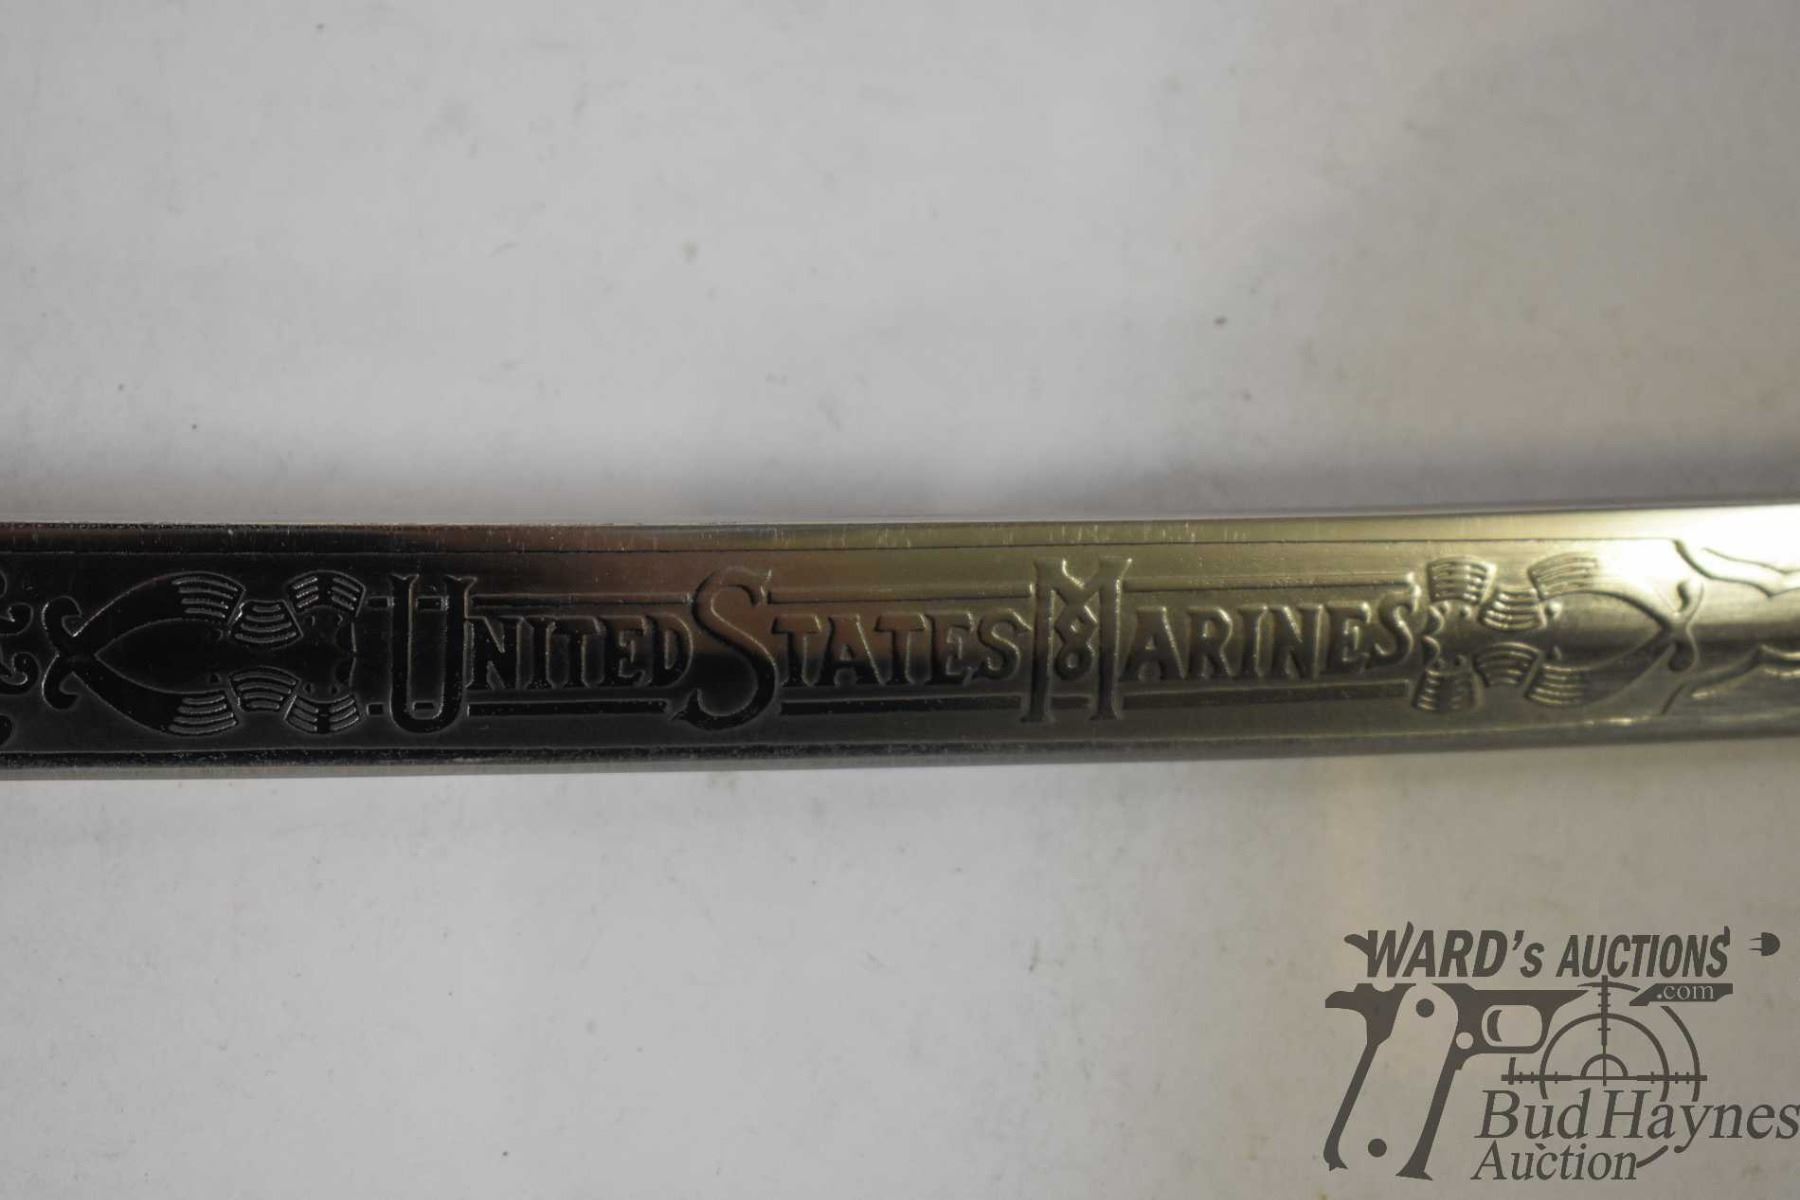 UNITED STATES MARINES
WARD's AUCTIONS
.com
Bud Haynes
Auction